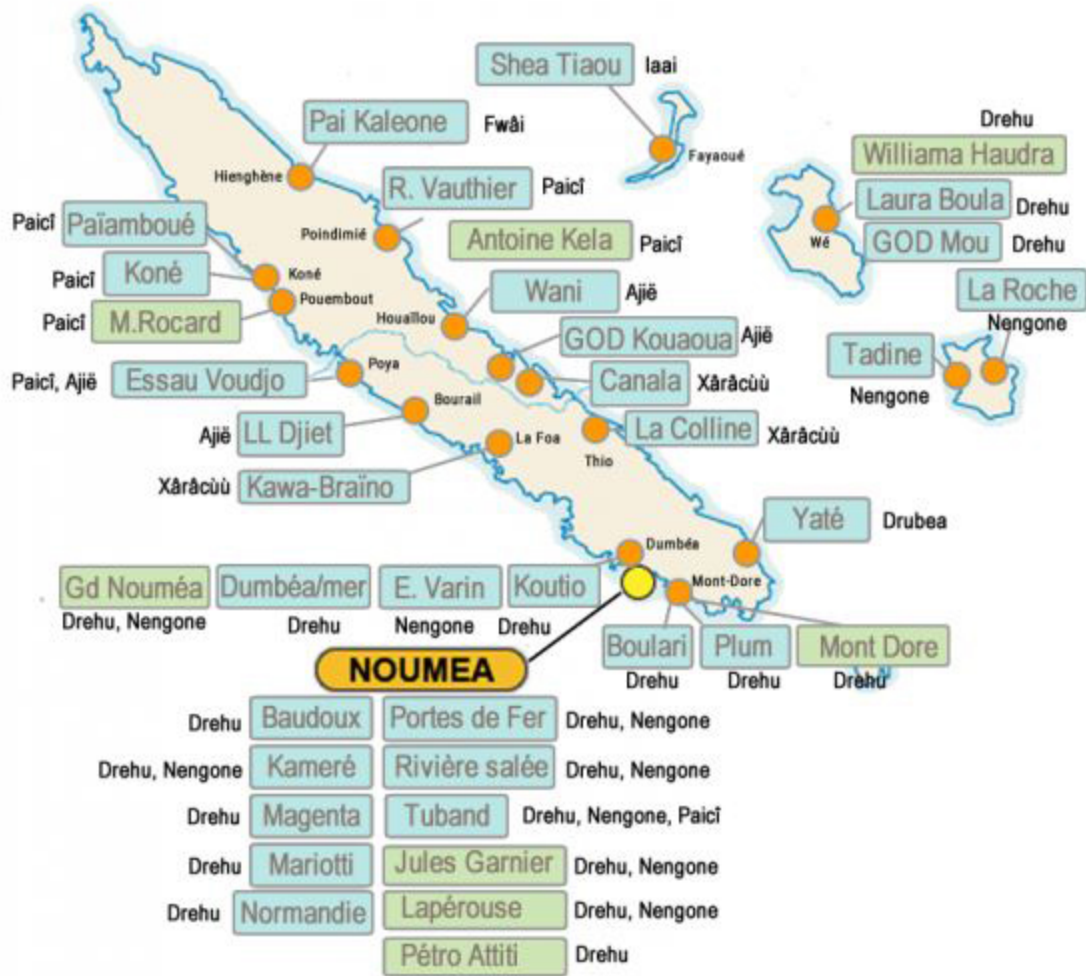 Shea Tiaou Iaai
Pai Kaleone Fwâi
Fayaoué
Drehu
Williama Haudra
Hienghène
R. Vauthier Paicî
Laura Boula Drehu
Paicî Païamboué
Poindimié
Antoine Kela Paicî
Wé
GOD Mou Drehu
Paicî Koné
Koné
Wani Ajië
La Roche
Nengone
Paicî M.Rocard
Pouembout
Houaïlou
GOD Kouaoua Ajië
Tadine
Nengone
Paicî, Ajië Essau Voudjo
Poya
Canala Xârâcùù
Bourail
Ajië LL Djiet
La Foa
La Colline Xârâcùù
Thio
Xârâcùù Kawa-Braïno
Yaté Drubea
Dumbéa
Mont-Dore
Gd Nouméa Dumbéa/mer E. Varin Koutio
Drehu, Nengone Drehu Nengone Drehu
Boulari Plum Mont Dore
Drehu Drehu Drehu
NOUMEA
Drehu Baudoux Portes de Fer Drehu, Nengone
Drehu, Nengone Kameré Rivière salée Drehu, Nengone
Drehu Magenta Tuband Drehu, Nengone, Paicî
Drehu Mariotti Jules Garnier Drehu, Nengone
Drehu Normandie Lapérouse Drehu, Nengone
Pétro Attiti Drehu